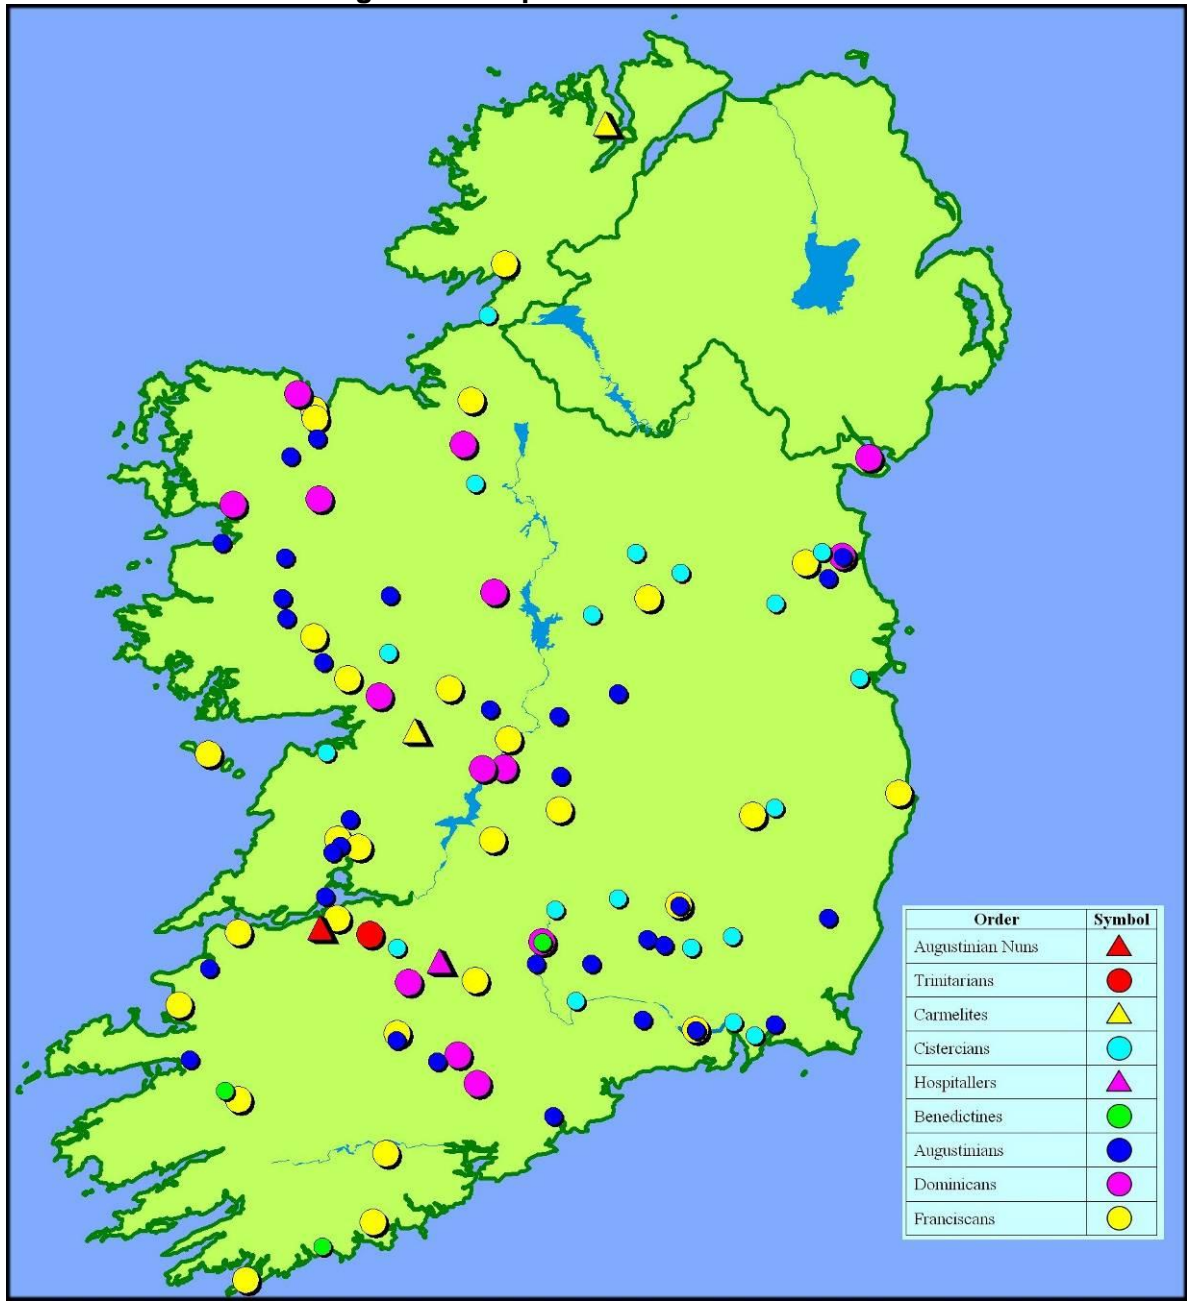 Order Symbol
Augustinian Nuns
Trinitarians
Carmelites
Cistercians
Hospitallers
Benedictines
Augustinians
Dominicans
Franciscans